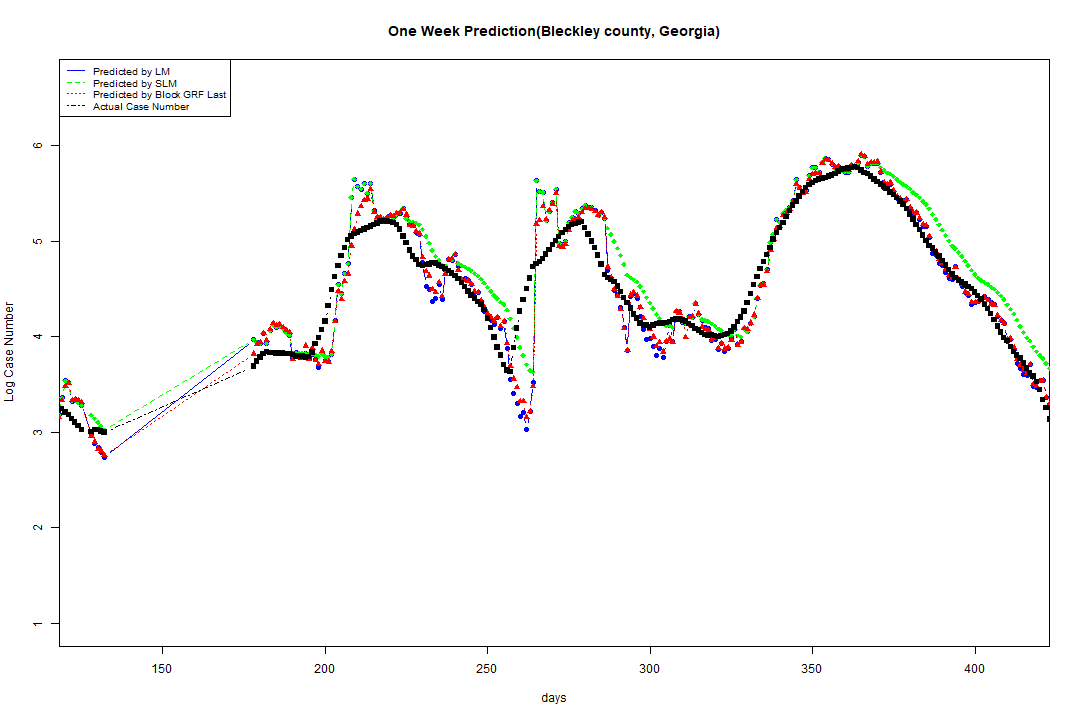 One Week Prediction(Bleckley county, Georgia)
Predicted by LM
Predicted by SLM
Predicted by Block GRF Last
Actual Case Number
6
5
4
3
2
1
Log Case Number
150 200 250 300 350 400
days